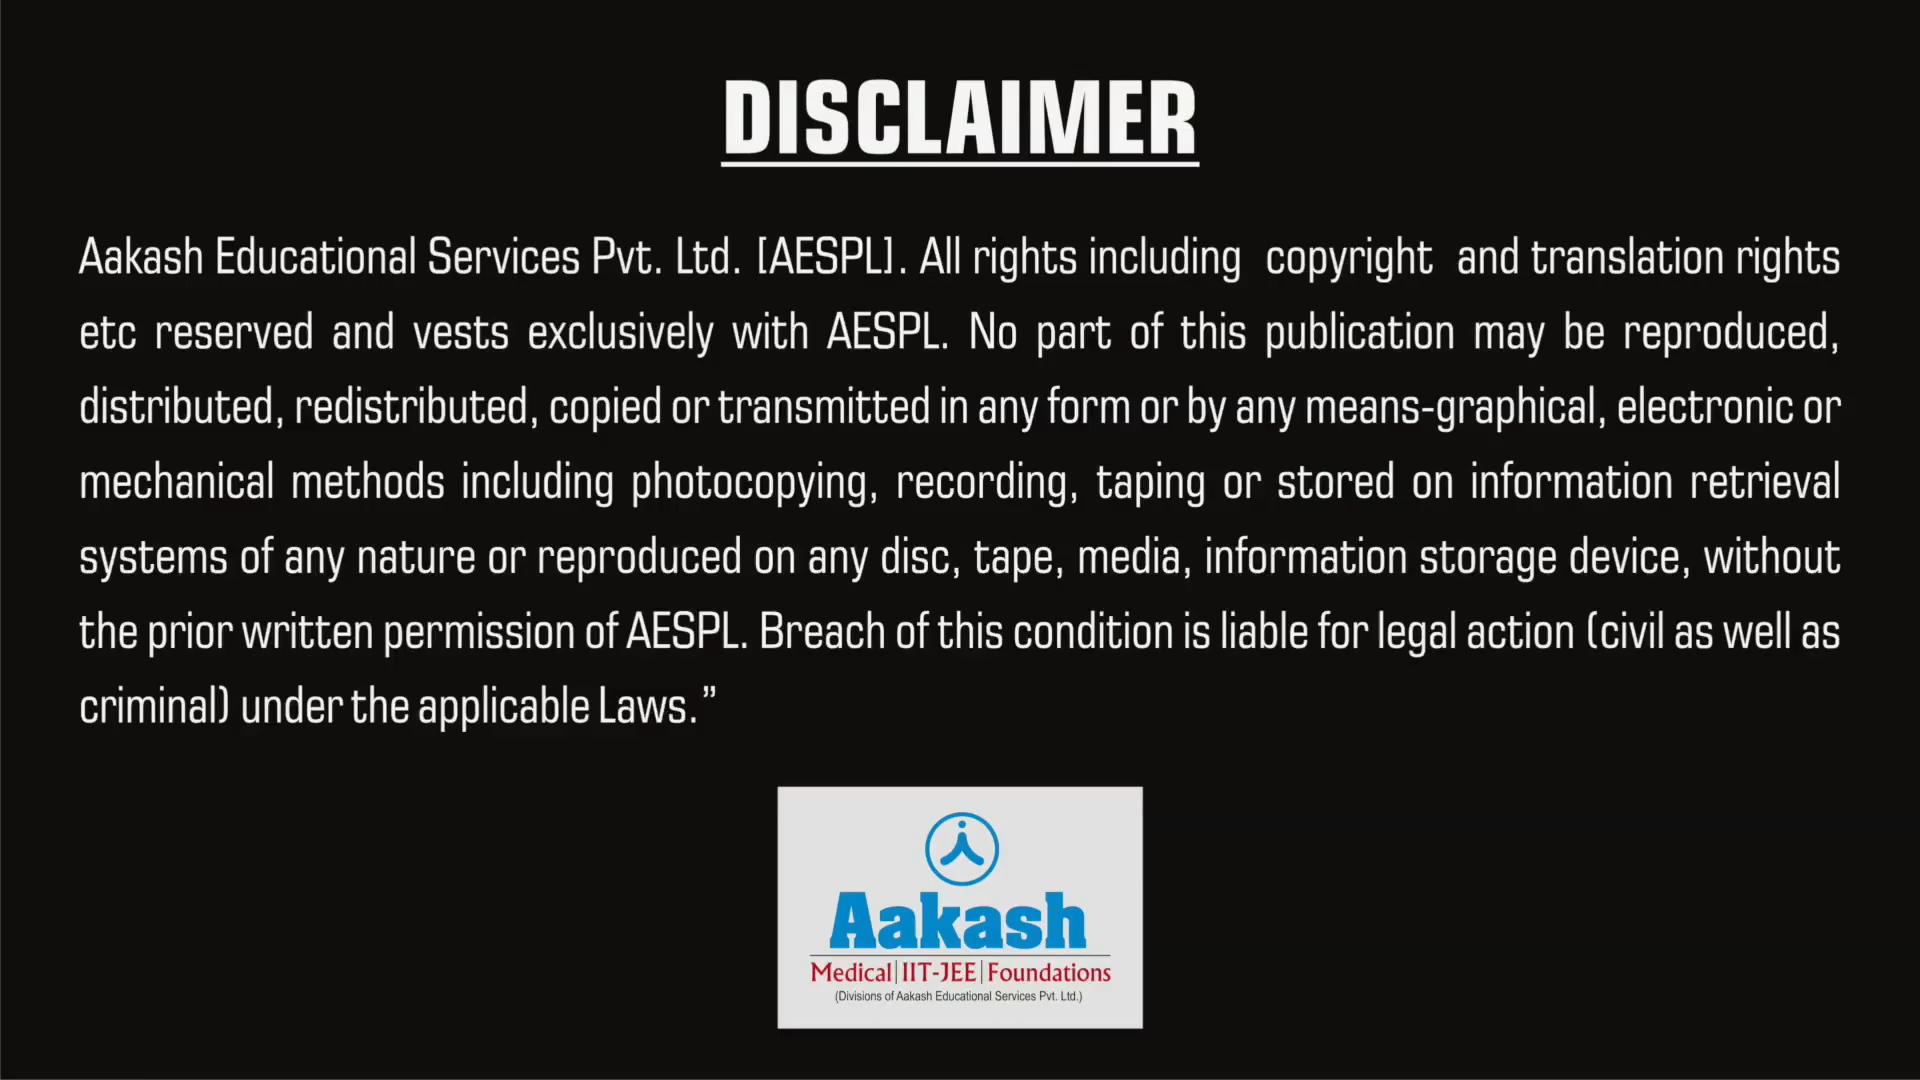 DISCLAIMER
Aakash Educational Services Pvt. Ltd. [AESPL]. All rights including copyright and translation rights
etc reserved and vests exclusively with AESPL. No part of this publication may be reproduced,
distributed, redistributed, copied or transmitted in any form or by any means-graphical, electronic or
mechanical methods including photocopying, recording, taping or stored on information retrieval
systems of any nature or reproduced on any disc, tape, media, information storage device, without
the prior written permission of AESPL. Breach of this condition is liable for legal action (civil as well as
criminal) under the applicable Laws.”
Aakash
Medical|IIT-JEE|Foundations
(Divisions of Aakash Educational Services Pvt. Ltd.)